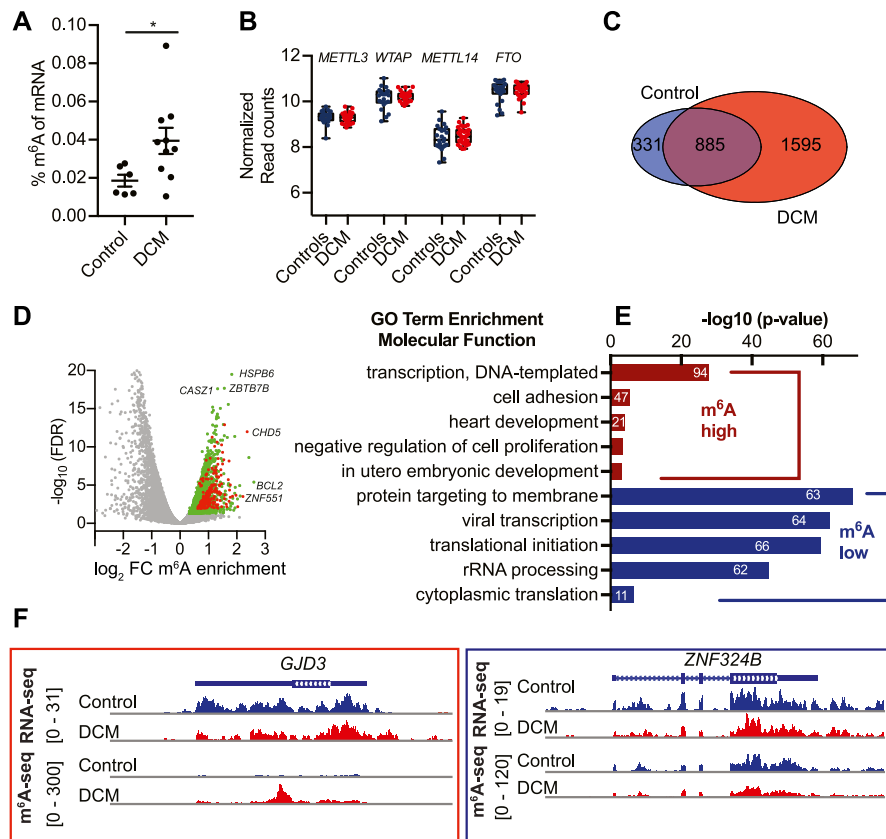 A
% m⁶A of mRNA
0.10
0.08
0.06
0.04
0.02
0.00
*
Control
DCM
B
Normalized
Read counts
12
10
8
6
METTL3 WTAP METTL14 FTO
Controls
DCM
Controls
DCM
Controls
DCM
Controls
DCM
C
Control
331 885 1595
DCM
D
-log₁₀ (FDR)
20
15
10
5
0
HSPB6
CASZ1 ZBTB7B
CHD5
BCL2
ZNF551
-2 -1 0 1 2 3
log₂ FC m⁶A enrichment
E
GO Term Enrichment
Molecular Function
-log10 (p-value)
0 20 40 60
transcription, DNA-templated 94
cell adhesion 47
heart development 21
negative regulation of cell proliferation
in utero embryonic development
m⁶A
high
protein targeting to membrane 63
viral transcription 64
translational initiation 66
rRNA processing 62
cytoplasmic translation 11
m⁶A
low
F
GJD3
RNA-seq
[0 - 31]
Control
DCM
m⁶A-seq
[0 - 300]
Control
DCM
ZNF324B
RNA-seq
[0 - 19]
Control
DCM
m⁶A-seq
[0 - 120]
Control
DCM